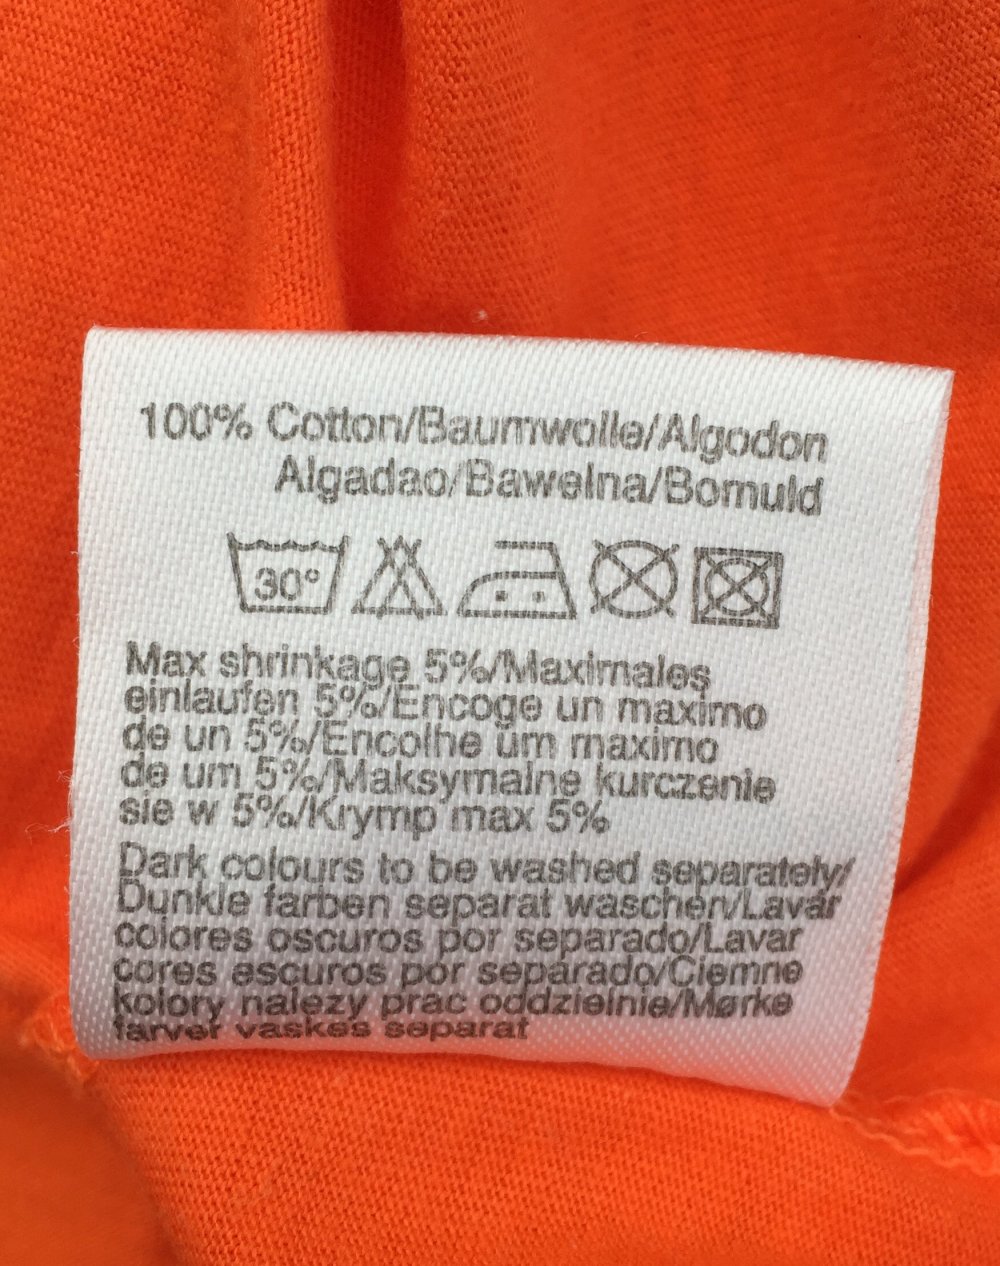 100% Cotton/Baumwolle/Algodon
Algadao/Bawelna/Bomuld
30°
Max shrinkage 5%/Maximales
einlaufen 5%/Encoge un maximo
de un 5%/Encolhe um maximo
de um 5%/Maksymalne kurczenie
sie w 5%/Krymp max 5%
Dark colours to be washed separately/
Dunkle farben separat waschen/Lavar
colores oscuros por separado/Lavar
cores escuros por separado/Ciemne
kolory nalezy prac oddzielnie/Mørke
farver vaskes separat